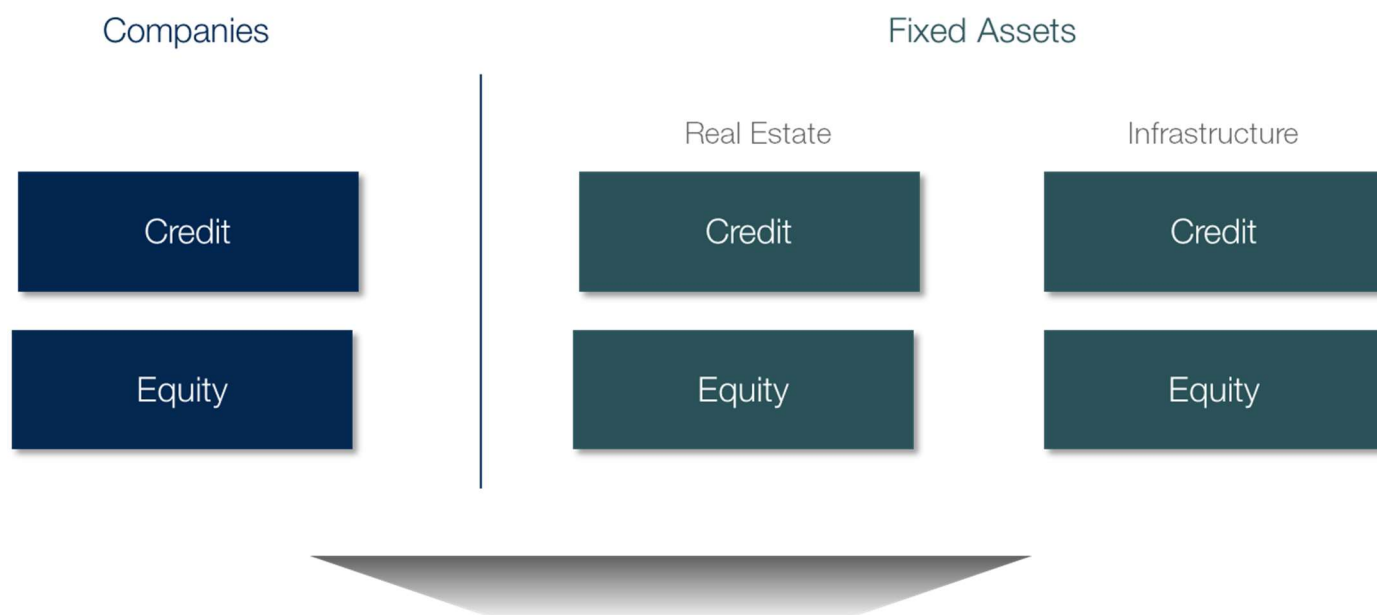 Companies
Fixed Assets
Real Estate
Infrastructure
Credit
Credit
Credit
Equity
Equity
Equity